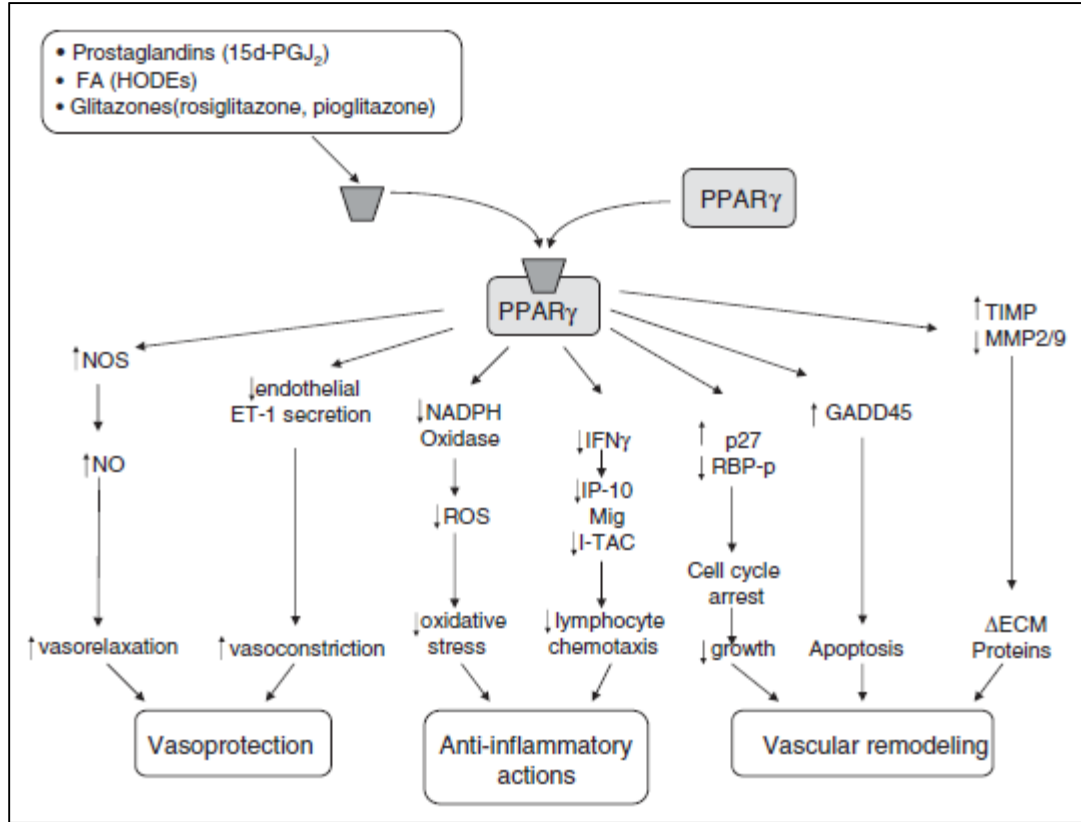 • Prostaglandins (15d-PGJ₂)
• FA (HODEs)
• Glitazones(rosiglitazone, pioglitazone)
PPARγ
PPARγ
↑NOS
↑NO
↑vasorelaxation
↓endothelial
ET-1 secretion
↑vasoconstriction
Vasoprotection
↓NADPH
Oxidase
↓ROS
↓oxidative
stress
↓IFNγ
↓IP-10
Mig
↓I-TAC
↓lymphocyte
chemotaxis
Anti-inflammatory
actions
↑ p27
↓RBP-p
Cell cycle
arrest
↓growth
↑ GADD45
Apoptosis
↑TIMP
↓MMP2/9
ΔECM
Proteins
Vascular remodeling